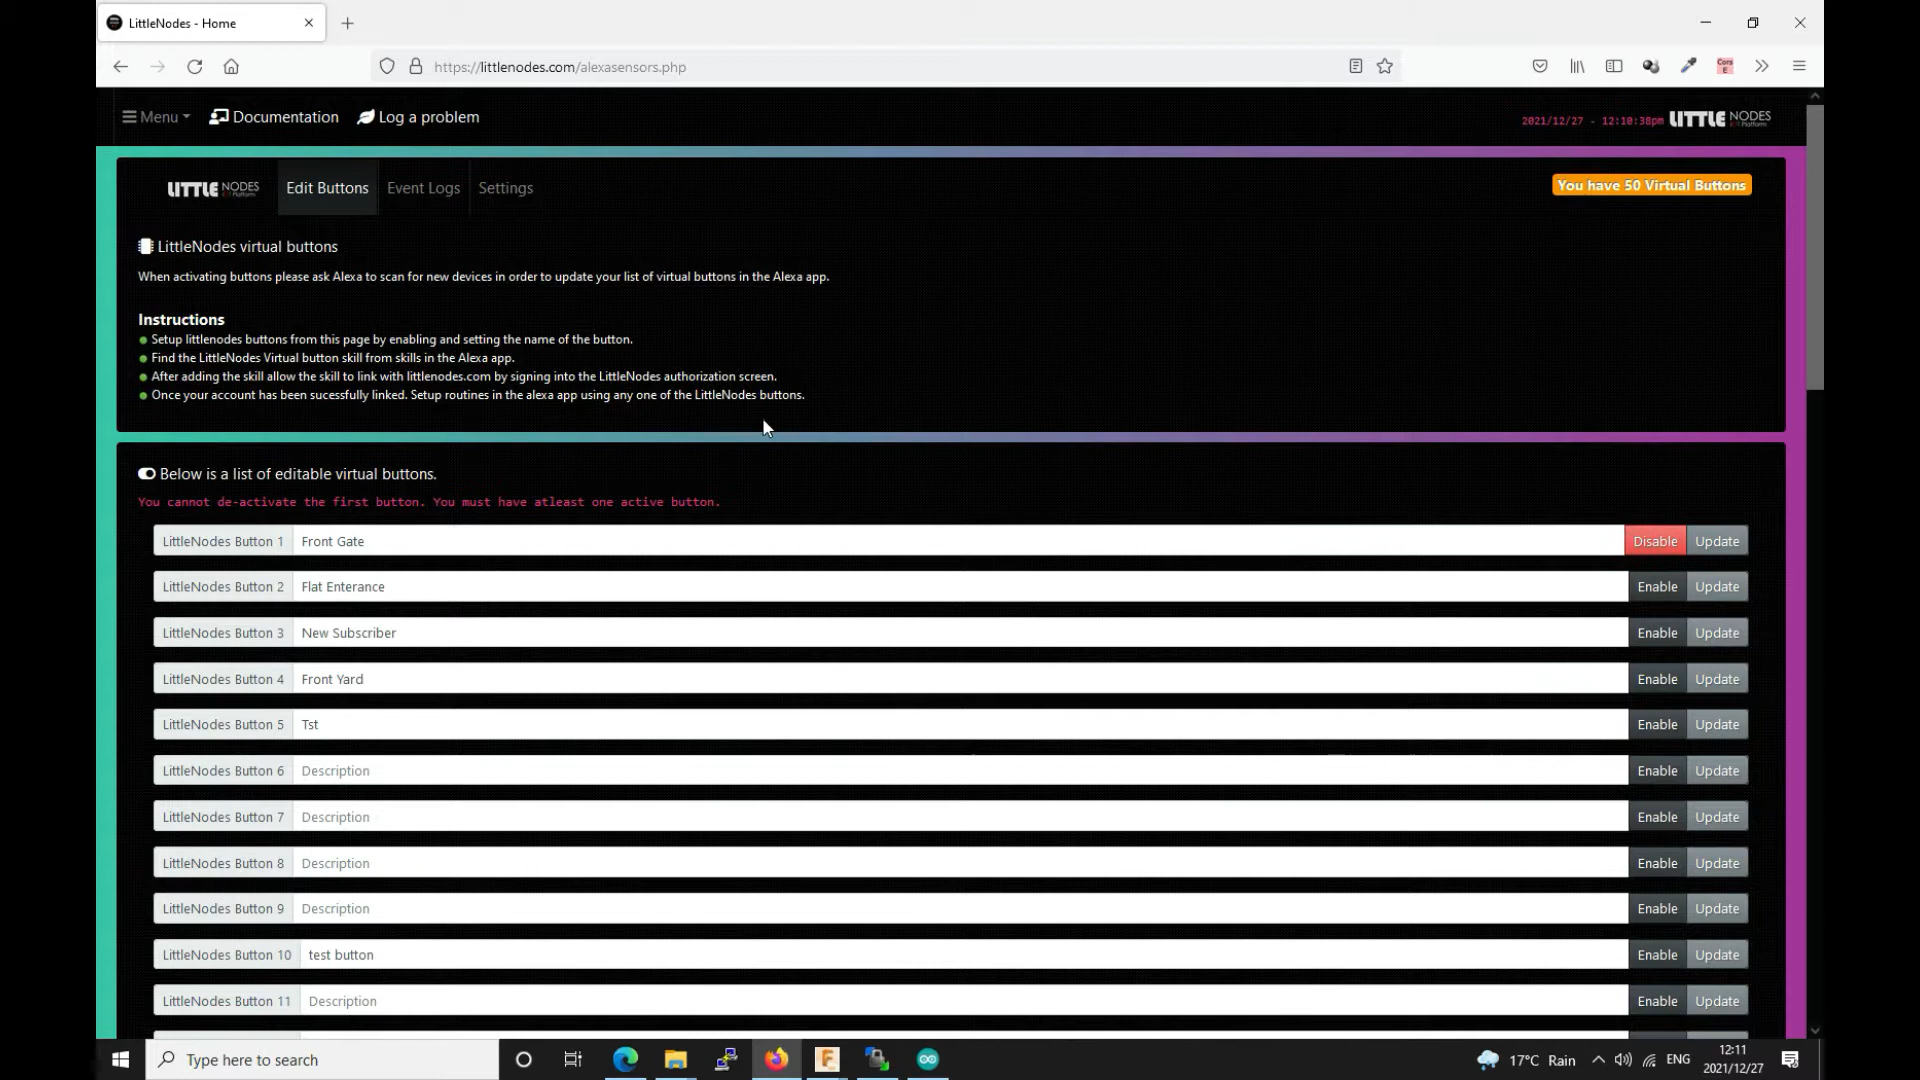 LittleNodes - Home
https://littlenodes.com/alexasensors.php
Menu Documentation Log a problem
2021/12/27 - 12:10:38pm LITTLE NODES
Platform
LITTLE NODES
Platform
Edit Buttons Event Logs Settings
You have 50 Virtual Buttons
LittleNodes virtual buttons
When activating buttons please ask Alexa to scan for new devices in order to update your list of virtual buttons in the Alexa app.
Instructions
Setup littlenodes buttons from this page by enabling and setting the name of the button.
Find the LittleNodes Virtual button skill from skills in the Alexa app.
After adding the skill allow the skill to link with littlenodes.com by signing into the LittleNodes authorization screen.
Once your account has been sucessfully linked. Setup routines in the alexa app using any one of the LittleNodes buttons.
Below is a list of editable virtual buttons.
You cannot de-activate the first button. You must have atleast one active button.
LittleNodes Button 1 Front Gate Disable Update
LittleNodes Button 2 Flat Enterance Enable Update
LittleNodes Button 3 New Subscriber Enable Update
LittleNodes Button 4 Front Yard Enable Update
LittleNodes Button 5 Tst Enable Update
LittleNodes Button 6 Description Enable Update
LittleNodes Button 7 Description Enable Update
LittleNodes Button 8 Description Enable Update
LittleNodes Button 9 Description Enable Update
LittleNodes Button 10 test button Enable Update
LittleNodes Button 11 Description Enable Update
Type here to search
17°C Rain
ENG
12:11
2021/12/27